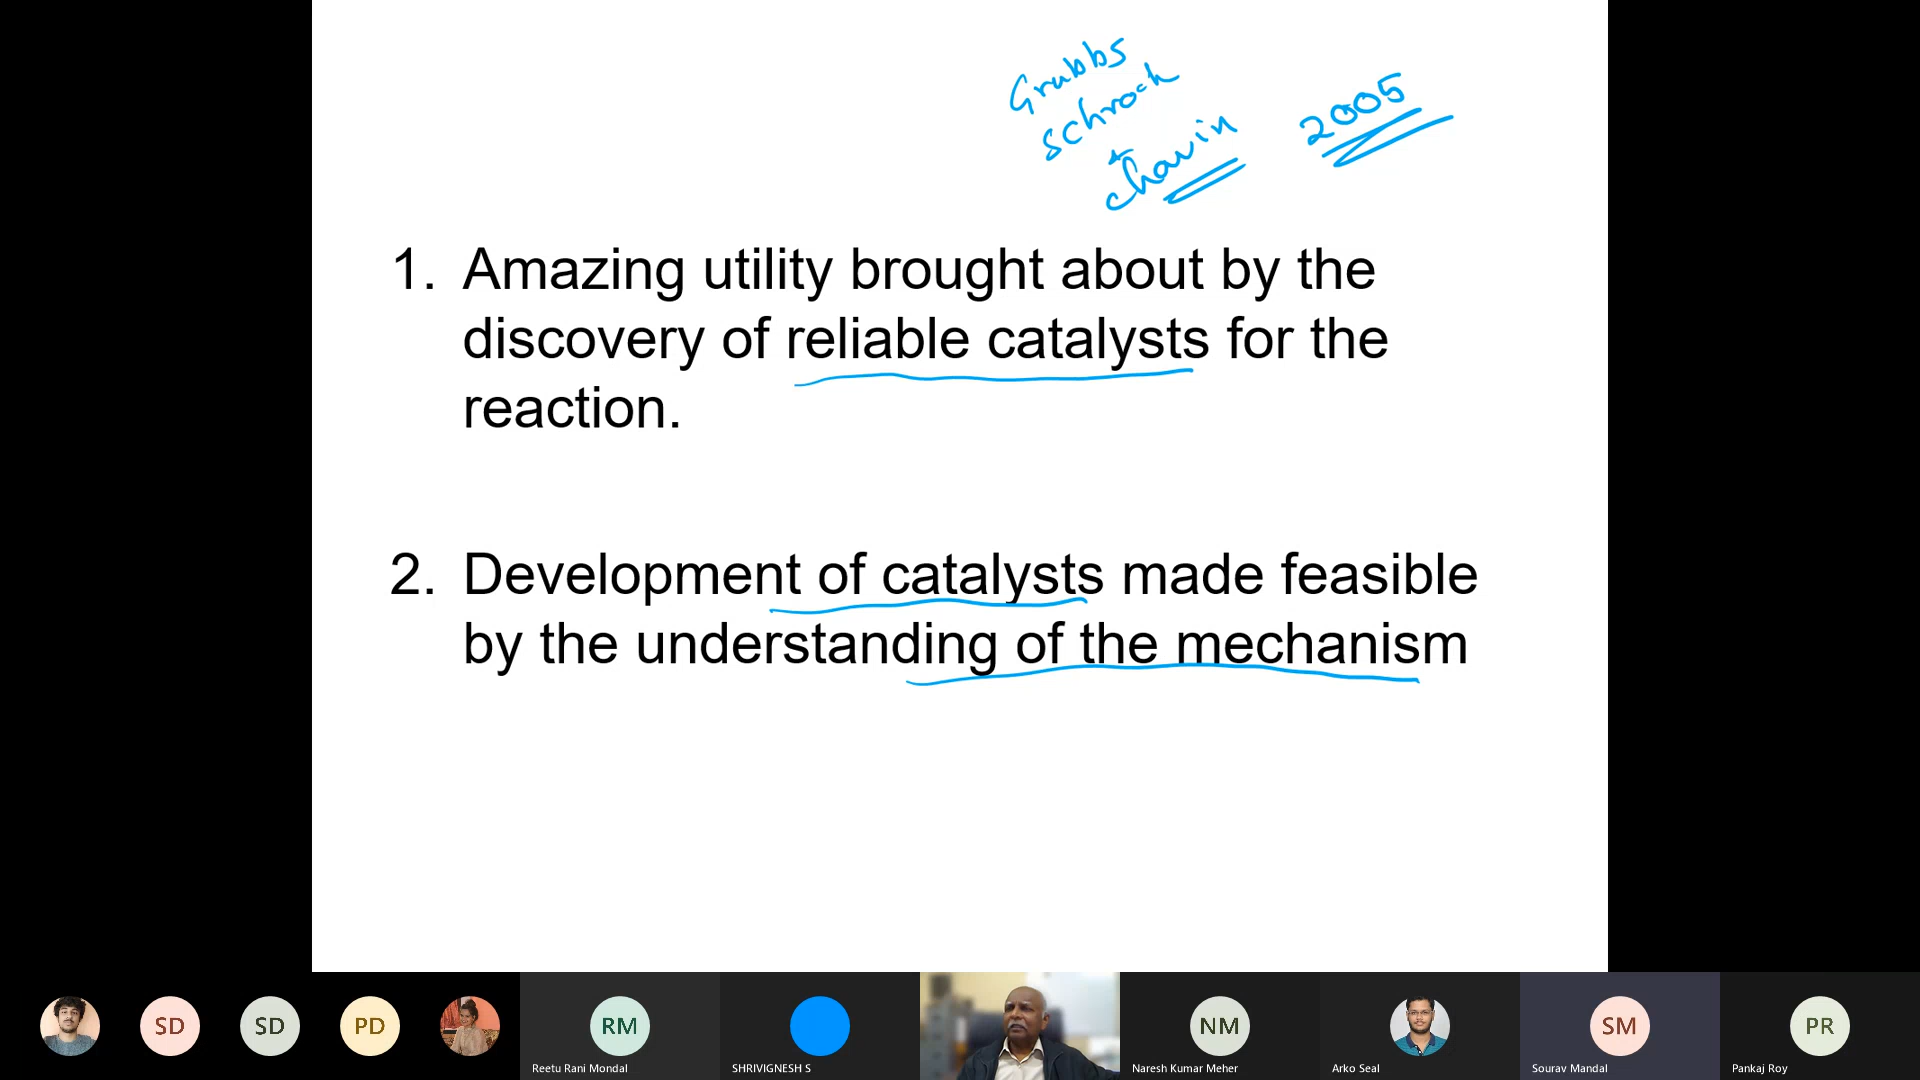 Grubbs
schrock
+
chavin
2005
1. Amazing utility brought about by the
discovery of reliable catalysts for the
reaction.
2. Development of catalysts made feasible
by the understanding of the mechanism
SD
SD
PD
RM
NM
SM
PR
Reetu Rani Mondal
SHRIVIGNESH S
Naresh Kumar Meher
Arko Seal
Sourav Mandal
Pankaj Roy